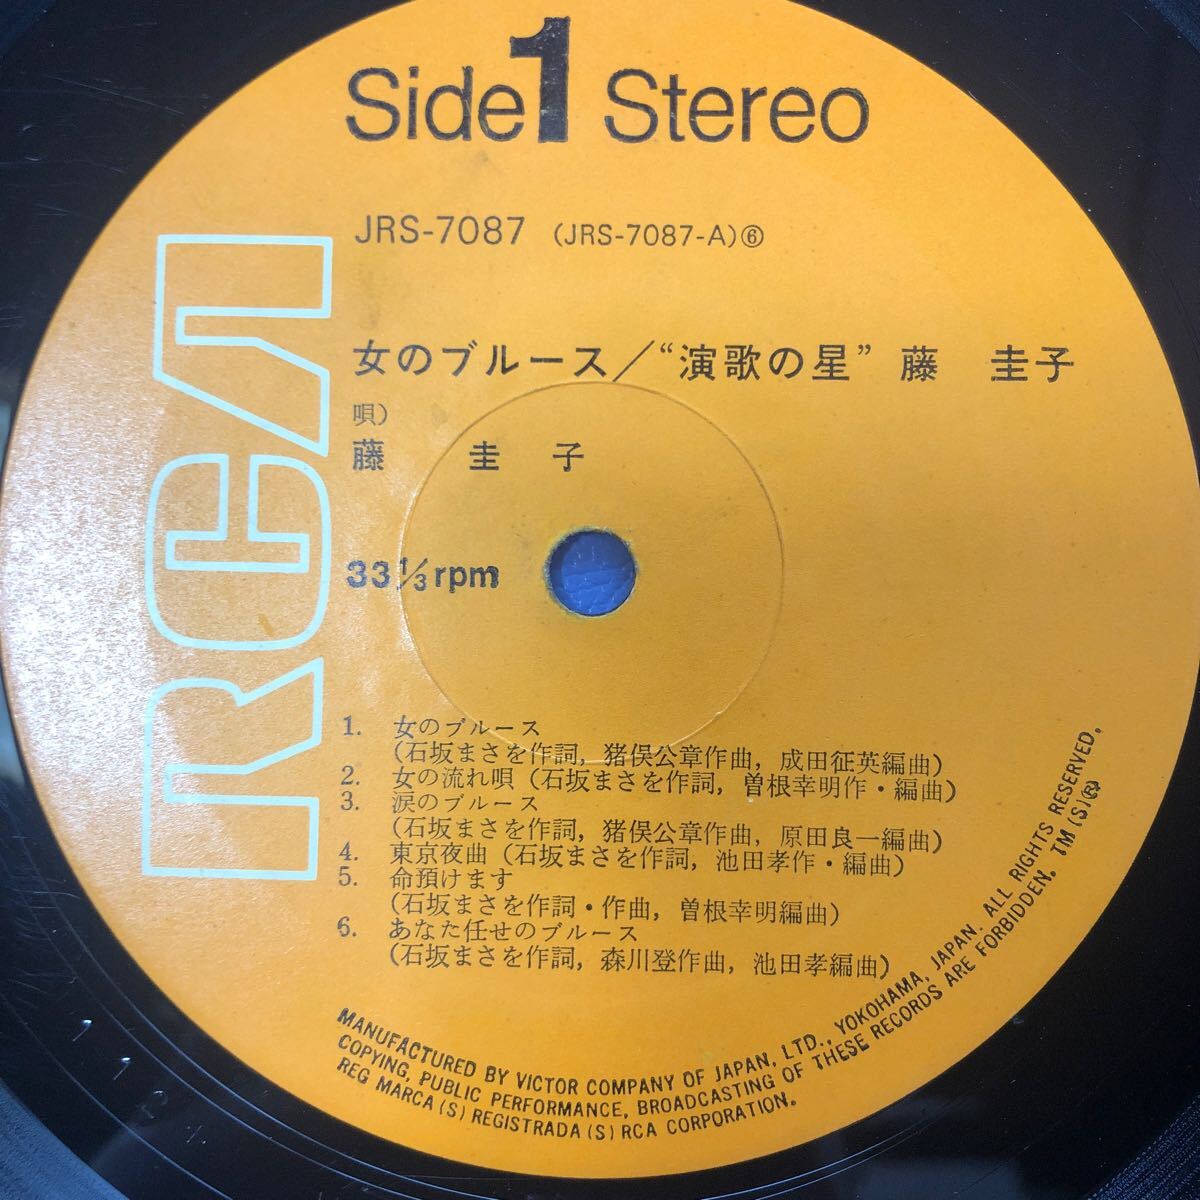 Side 1 Stereo
JRS-7087 (JRS-7087-A)⑥
女のブルース／“演歌の星” 藤 圭子
唄)
藤 圭 子
33 1/3 rpm
RCA
1. 女のブルース
(石坂まさを作詞, 猪俣公章作曲, 成田征英編曲)
2. 女の流れ唄 (石坂まさを作詞, 曽根幸明作・編曲)
3. 涙のブルース
(石坂まさを作詞, 猪俣公章作曲, 原田良一編曲)
4. 東京夜曲 (石坂まさを作詞, 池田孝作・編曲)
5. 命預けます
(石坂まさを作詞・作曲, 曽根幸明編曲)
6. あなた任せのブルース
(石坂まさを作詞, 森川登作曲, 池田孝編曲)
MANUFACTURED BY VICTOR COMPANY OF JAPAN, LTD., YOKOHAMA, JAPAN. ALL RIGHTS RESERVED.
COPYING, PUBLIC PERFORMANCE, BROADCASTING OF THESE RECORDS ARE FORBIDDEN. TM(S)®
REG MARCA(S) REGISTRADA(S) RCA CORPORATION.